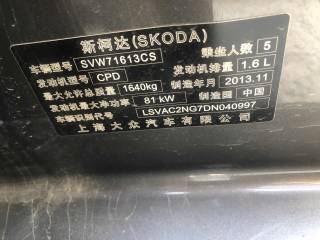 斯柯达(SKODA)
车辆型号 SVW71613CS 乘坐人数 5
发动机型号 CPD 发动机排量 1.6 L
最大允许总质量 1640kg 制造年月 2013.11
发动机最大净功率 81 kW 制造国 中国
车辆识别代号 LSVAC2NG7DN040997
上海大众汽车有限公司